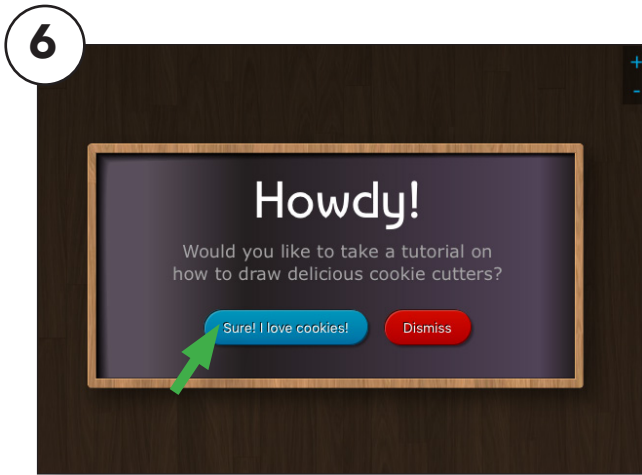 6
+
-
Howdy!
Would you like to take a tutorial on
how to draw delicious cookie cutters?
Sure! I love cookies!
Dismiss